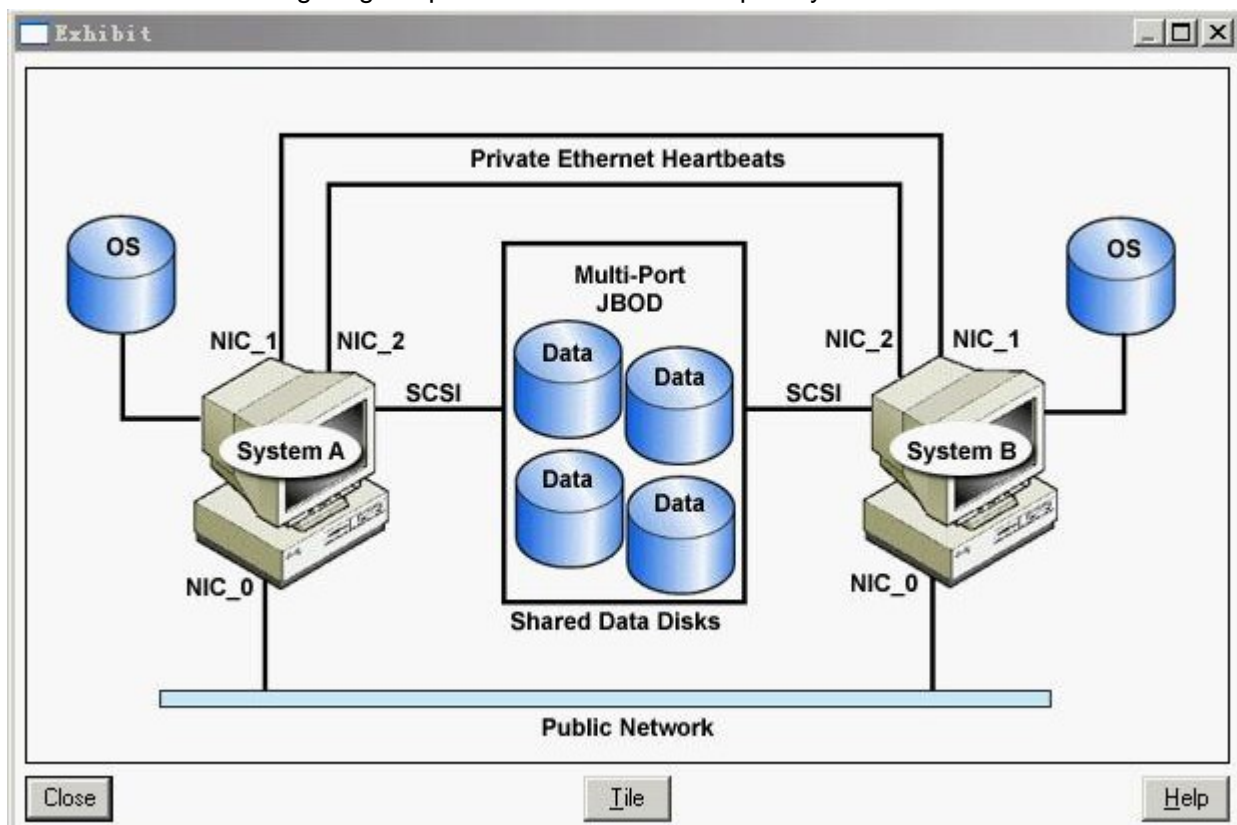 Exhibit
Private Ethernet Heartbeats
OS
OS
Multi-Port
JBOD
NIC_1
NIC_2
NIC_2
NIC_1
Data
Data
SCSI
SCSI
System A
System B
Data
Data
NIC_0
NIC_0
Shared Data Disks
Public Network
Close
Tile
Help